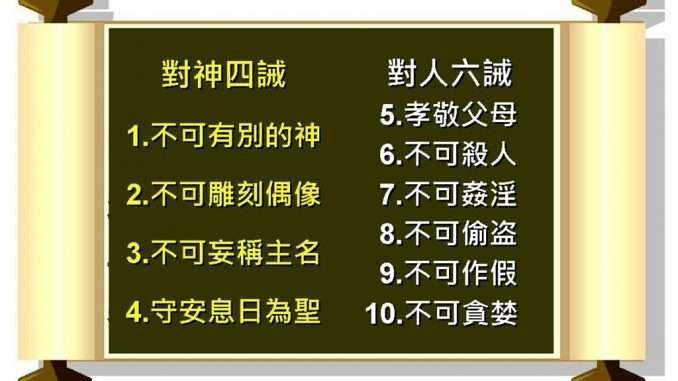 對神四誡
1.不可有別的神
2.不可雕刻偶像
3.不可妄稱主名
4.守安息日為聖
對人六誡
5.孝敬父母
6.不可殺人
7.不可姦淫
8.不可偷盗
9.不可作假
10.不可貪婪